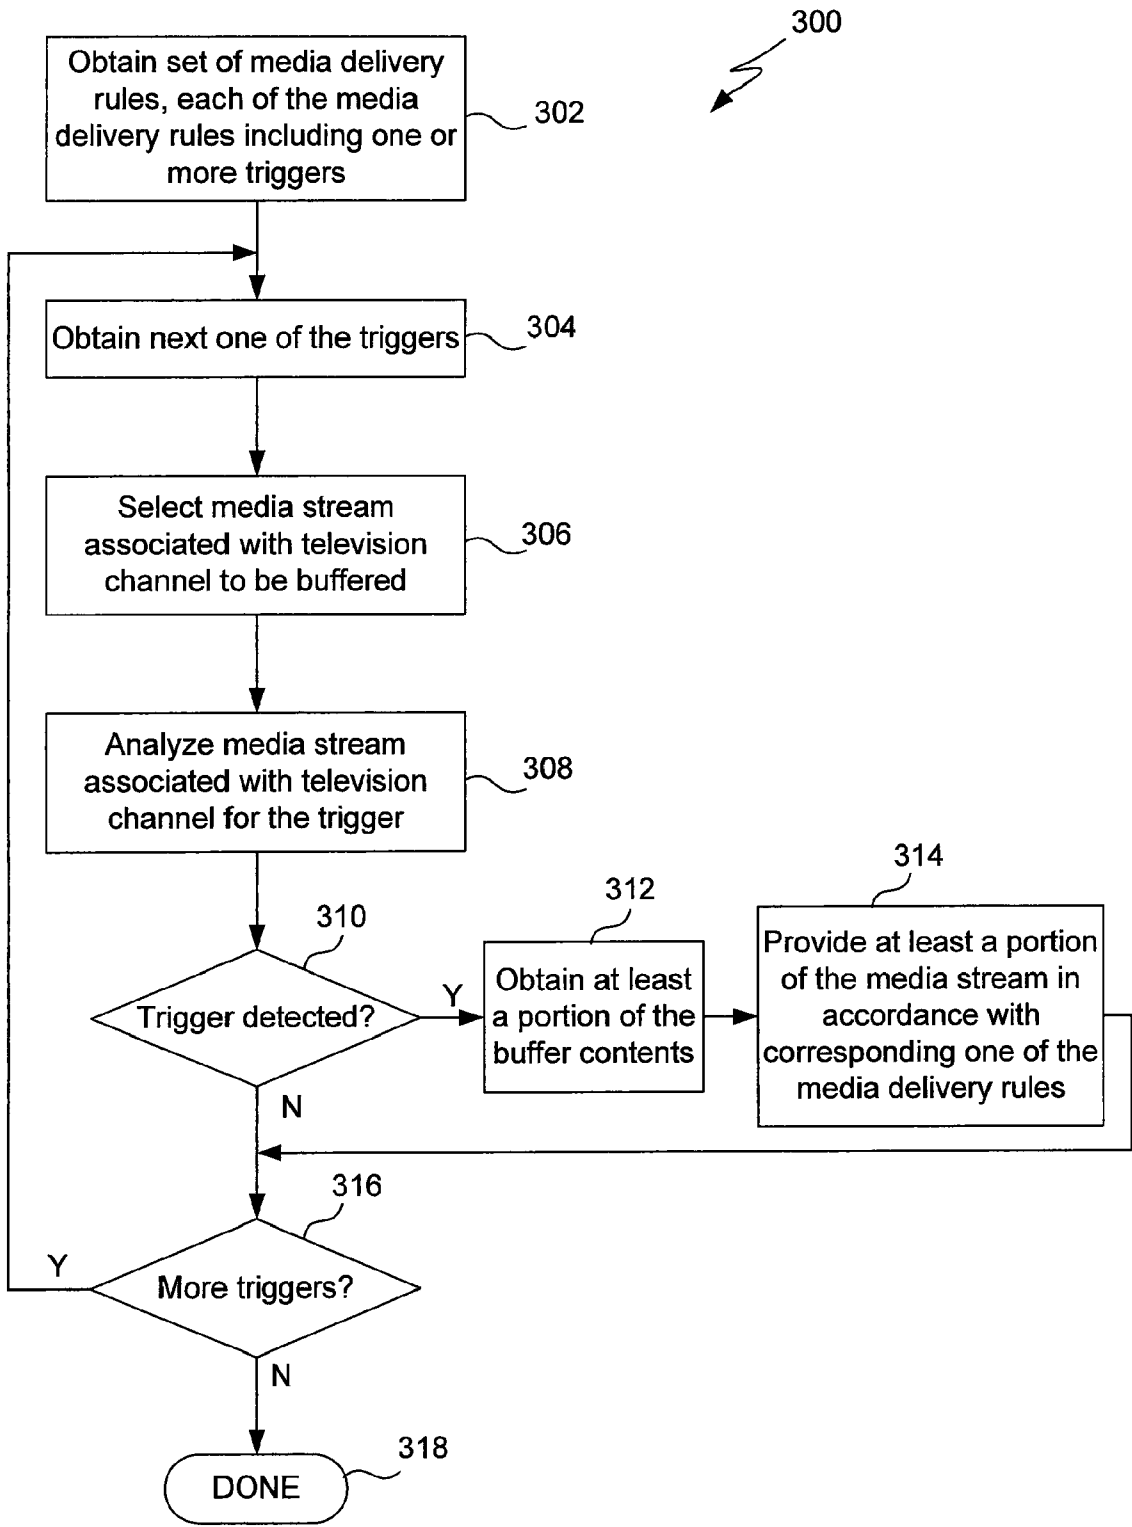 300
Obtain set of media delivery
rules, each of the media
delivery rules including one or
more triggers
302
Obtain next one of the triggers
304
Select media stream
associated with television
channel to be buffered
306
Analyze media stream
associated with television
channel for the trigger
308
310
Trigger detected?
Y
N
312
Obtain at least
a portion of the
buffer contents
314
Provide at least a portion
of the media stream in
accordance with
corresponding one of the
media delivery rules
316
More triggers?
Y
N
DONE
318